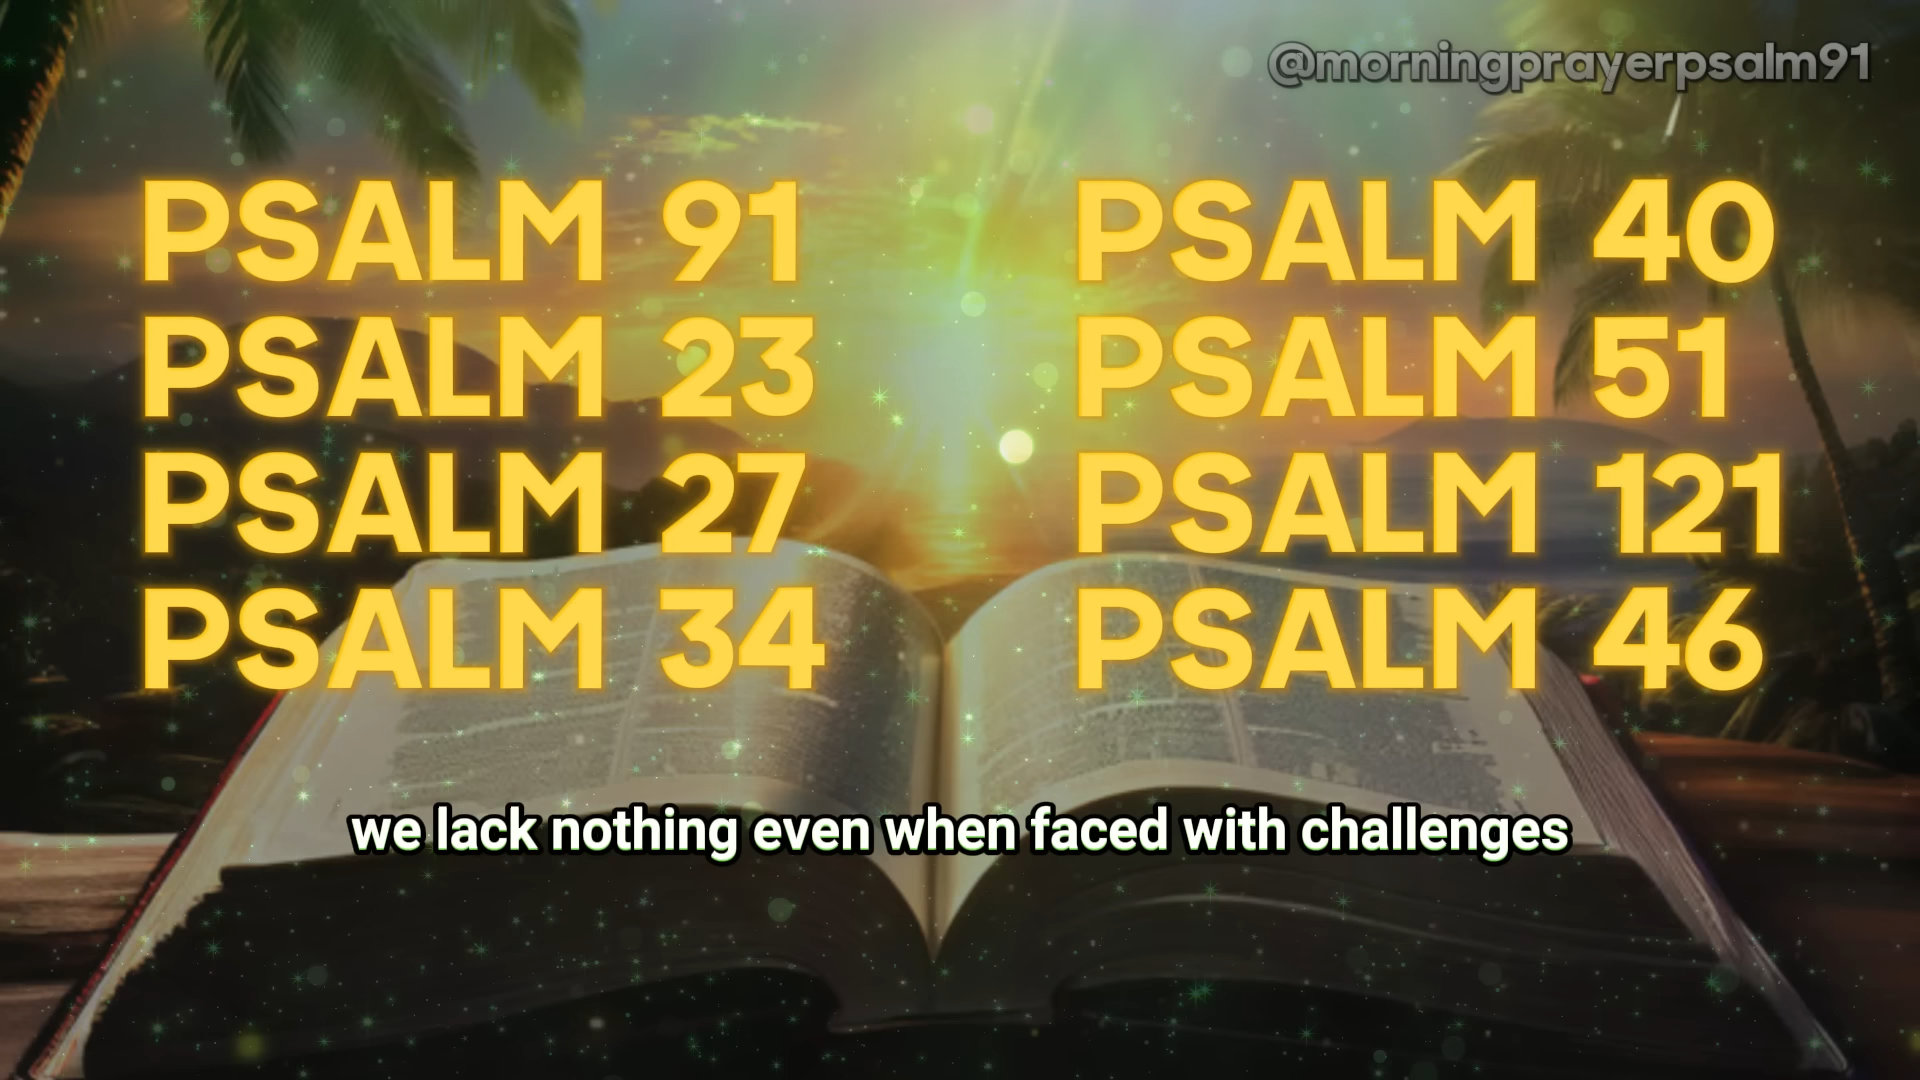 @morningprayerpsalm91
PSALM 91
PSALM 23
PSALM 27
PSALM 34
PSALM 40
PSALM 51
PSALM 121
PSALM 46
we lack nothing even when faced with challenges